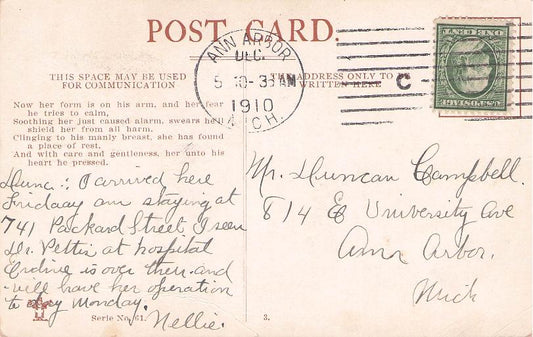 POST CARD.
ANN ARBOR
DEC.
5 10-3 AM
1910
MICH.
C
THIS SPACE MAY BE USED
FOR COMMUNICATION
THE ADDRESS ONLY TO
WRITTEN HERE
Now her form is on his arm, and her fear
he tries to calm,
Soothing her just caused alarm, swears he'll
shield her from all harm.
Clinging to his manly breast, she has found
a place of rest,
And with care and gentleness, her unto his
heart he pressed.
Dunc.: I arrived here
Friday am staying at
741 Packard Street I seen
Dr. Pettis at hospital
is over then and
will have her operation
to day Monday.
Nellie.
Mr. Duncan Campbell.
814 E University Ave
Ann Arbor.
Mich
Serie No. 61.
3.